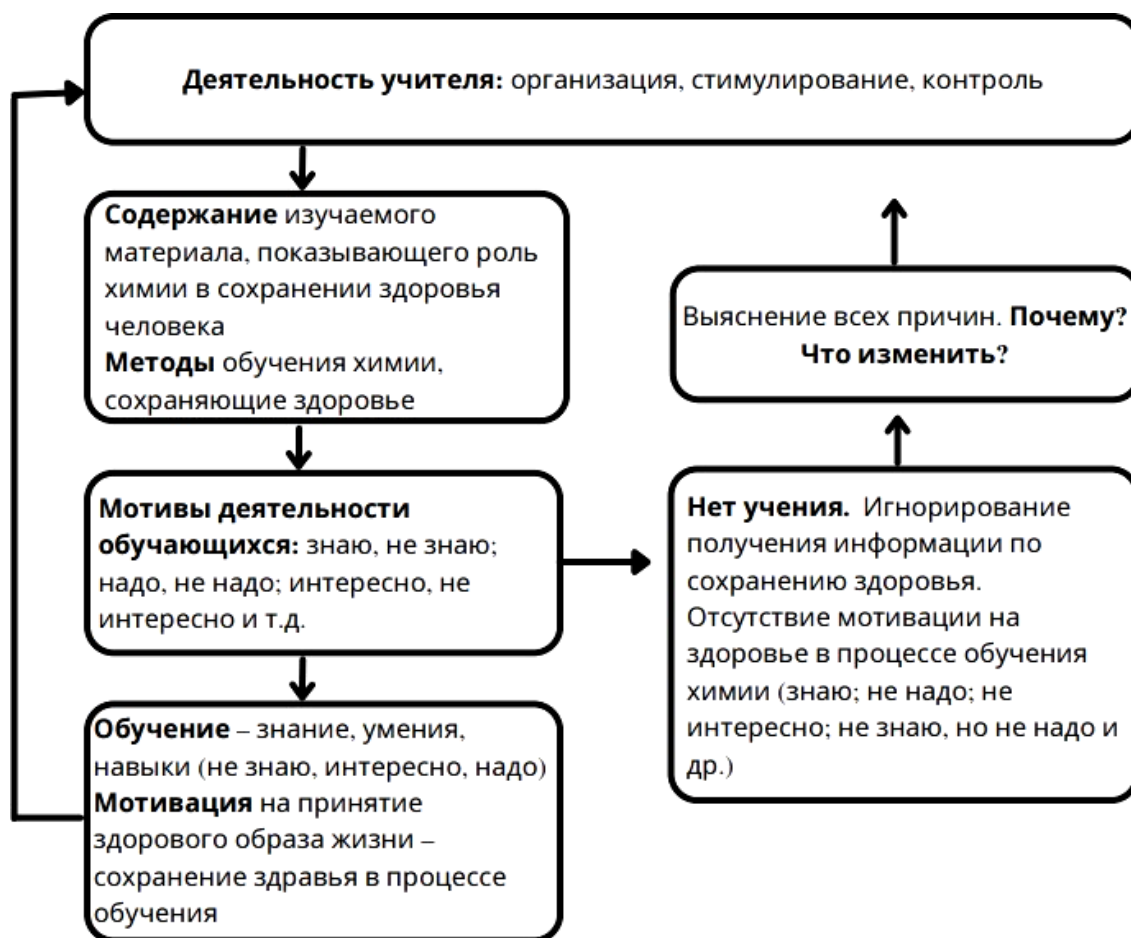 Деятельность учителя: организация, стимулирование, контроль
Содержание изучаемого
материала, показывающего роль
химии в сохранении здоровья
человека
Методы обучения химии,
сохраняющие здоровье
Мотивы деятельности
обучающихся: знаю, не знаю;
надо, не надо; интересно, не
интересно и т.д.
Обучение – знание, умения,
навыки (не знаю, интересно, надо)
Мотивация на принятие
здорового образа жизни –
сохранение здравья в процессе
обучения
Выяснение всех причин. Почему?
Что изменить?
Нет учения. Игнорирование
получения информации по
сохранению здоровья.
Отсутствие мотивации на
здоровье в процессе обучения
химии (знаю; не надо; не
интересно; не знаю, но не надо и
др.)